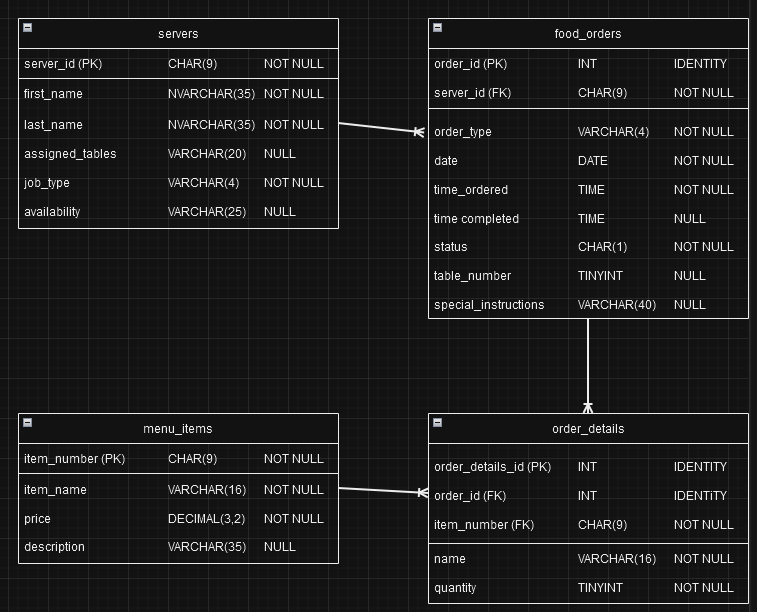 servers
server_id (PK) CHAR(9) NOT NULL
first_name NVARCHAR(35) NOT NULL
last_name NVARCHAR(35) NOT NULL
assigned_tables VARCHAR(20) NULL
job_type VARCHAR(4) NOT NULL
availability VARCHAR(25) NULL
food_orders
order_id (PK) INT IDENTITY
server_id (FK) CHAR(9) NOT NULL
order_type VARCHAR(4) NOT NULL
date DATE NOT NULL
time_ordered TIME NOT NULL
time completed TIME NULL
status CHAR(1) NOT NULL
table_number TINYINT NULL
special_instructions VARCHAR(40) NULL
menu_items
item_number (PK) CHAR(9) NOT NULL
item_name VARCHAR(16) NOT NULL
price DECIMAL(3,2) NOT NULL
description VARCHAR(35) NULL
order_details
order_details_id (PK) INT IDENTITY
order_id (FK) INT IDENTiTY
item_number (FK) CHAR(9) NOT NULL
name VARCHAR(16) NOT NULL
quantity TINYINT NOT NULL